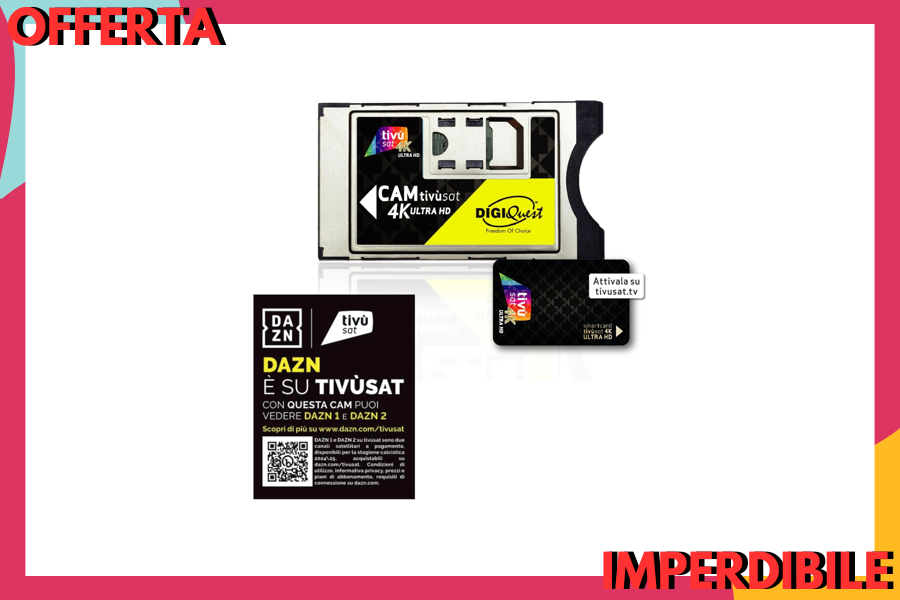 OFFERTA
tivù
sat 4K
ULTRA HD
CAM tivùsat
4K ULTRA HD
DIGIQuest
Freedom Of Choice
Attivala su
tivusat.tv
tivù
sat 4K
ULTRA HD
smartcard
tivùsat 4K
ULTRA HD
DA
ZN
tivù
sat
DAZN
È SU TIVÙSAT
CON QUESTA CAM PUOI
VEDERE DAZN 1 E DAZN 2
Scopri di più su www.dazn.com/tivusat
DAZN 1 e DAZN 2 su tivùsat sono due
canali satellitari a pagamento,
disponibili per la stagione calcistica
2024\25, acquistabili su
dazn.com/tivusat. Condizioni di
utilizzo, informativa privacy, prezzi e
piani di abbonamento, requisiti di
connessione su dazn.com.
IMPERDIBILE